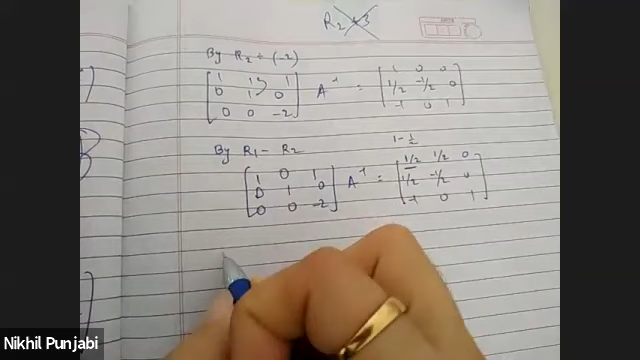 R₂ + 3
By R₂ ÷ (-2)
[1 1 1; 0 1 0; 0 0 -2] A⁻¹ = [1 0 0; 1/2 -1/2 0; -1 0 1]
1 - 1/2
By R₁ - R₂
[1 0 1; 0 1 0; 0 0 -2] A⁻¹ = [1/2 1/2 0; 1/2 -1/2 0; -1 0 1]
Nikhil Punjabi